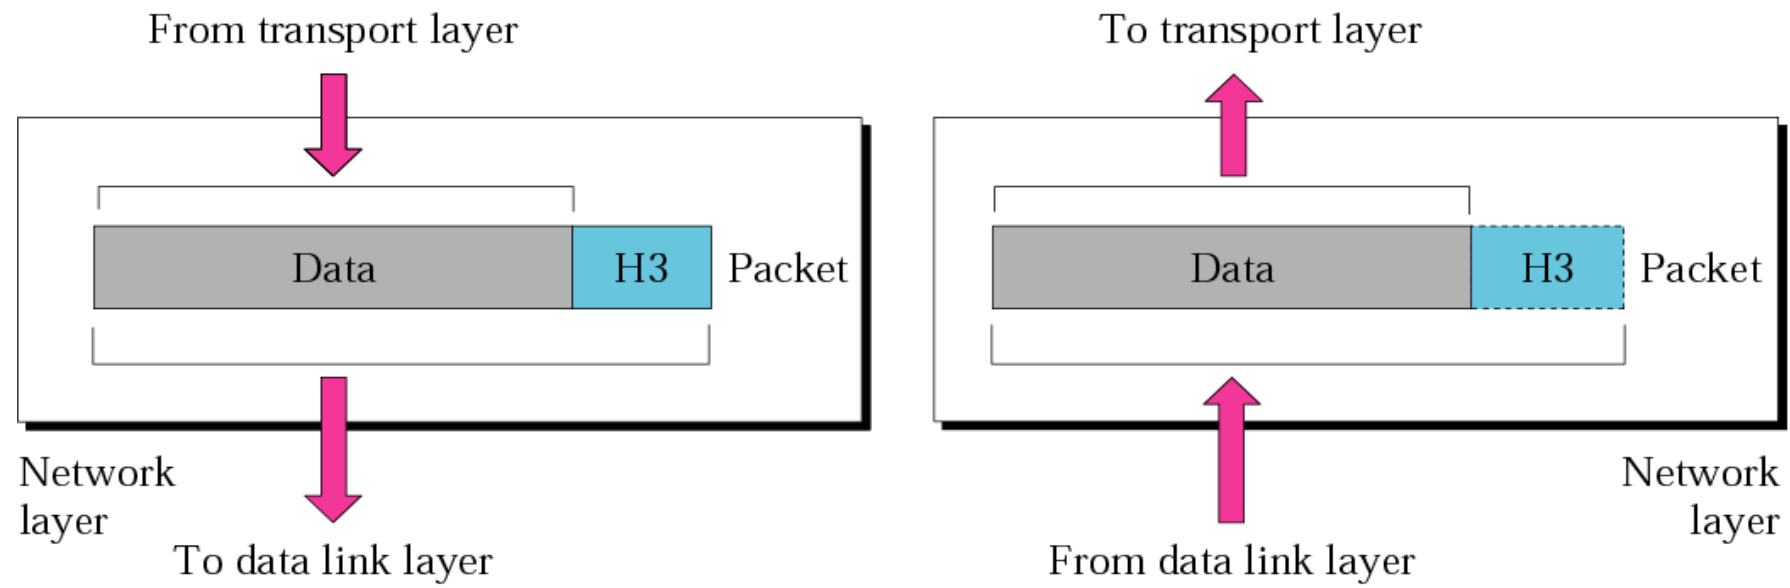 From transport layer
To transport layer
Data
H3
Packet
Data
H3
Packet
Network
layer
To data link layer
Network
layer
From data link layer